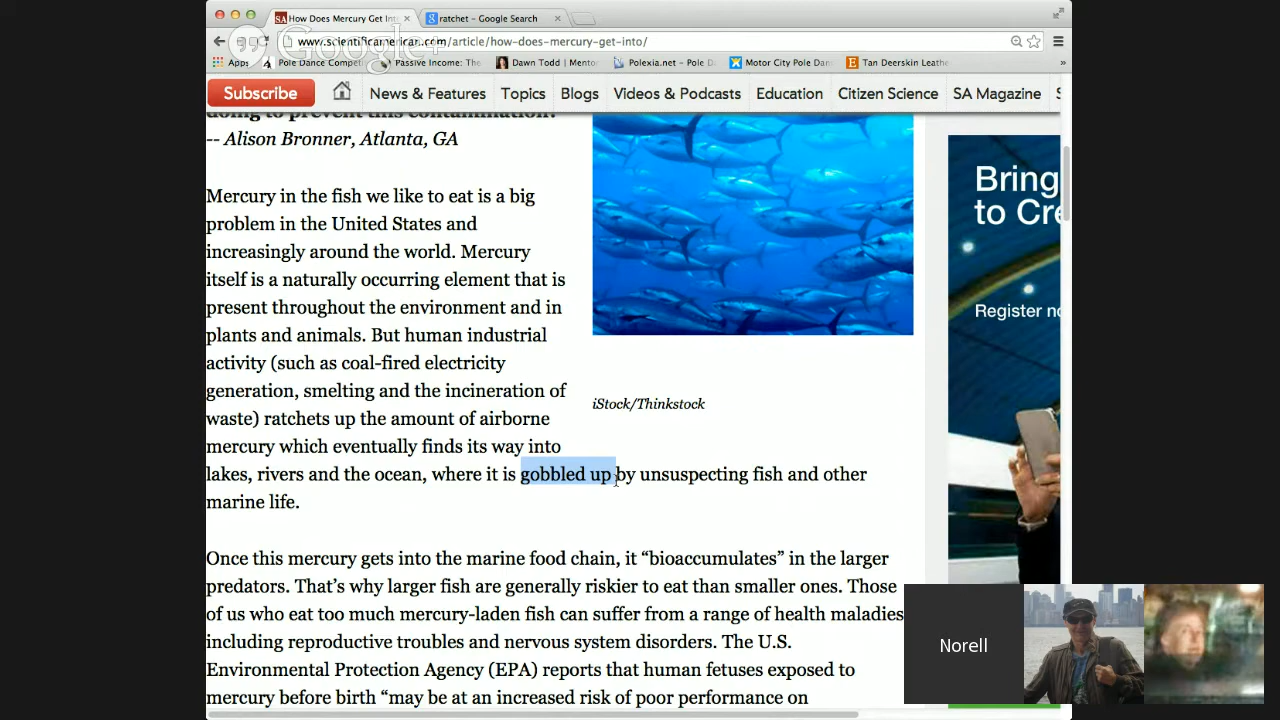 How Does Mercury Get Int
ratchet - Google Search
Google+
www.scientificamerican.com/article/how-does-mercury-get-into/
Apps
Pole Dance Compet
Passive Income: The
Dawn Todd | Mento
Polexia.net - Pole D
Motor City Pole Dan
Tan Deerskin Leath
»
Subscribe
News & Features
Topics
Blogs
Videos & Podcasts
Education
Citizen Science
SA Magazine
doing to prevent this contamination?
-- Alison Bronner, Atlanta, GA
Mercury in the fish we like to eat is a big
problem in the United States and
increasingly around the world. Mercury
itself is a naturally occurring element that is
present throughout the environment and in
plants and animals. But human industrial
activity (such as coal-fired electricity
generation, smelting and the incineration of
waste) ratchets up the amount of airborne
mercury which eventually finds its way into
lakes, rivers and the ocean, where it is gobbled up by unsuspecting fish and other
marine life.
iStock/Thinkstock
Once this mercury gets into the marine food chain, it “bioaccumulates” in the larger
predators. That’s why larger fish are generally riskier to eat than smaller ones. Those
of us who eat too much mercury-laden fish can suffer from a range of health maladies
including reproductive troubles and nervous system disorders. The U.S.
Environmental Protection Agency (EPA) reports that human fetuses exposed to
mercury before birth “may be at an increased risk of poor performance on
Bring
to Cre
Register no
Norell